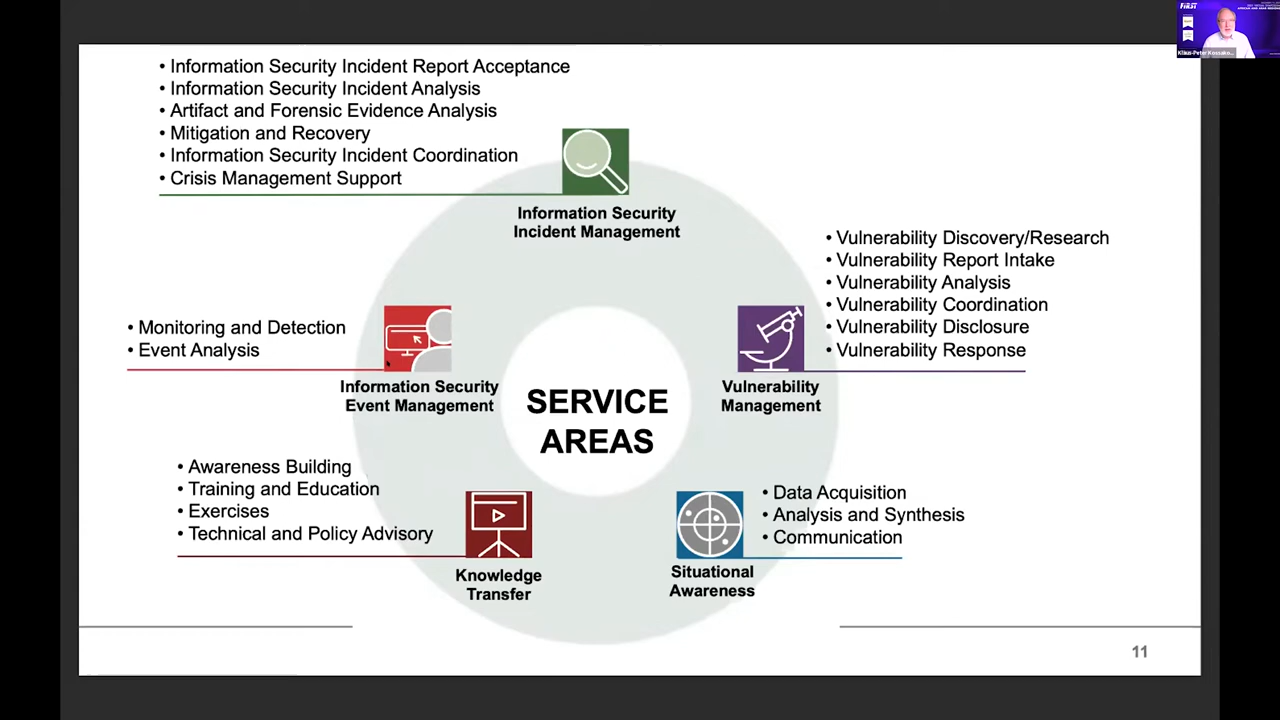 • Information Security Incident Report Acceptance
• Information Security Incident Analysis
• Artifact and Forensic Evidence Analysis
• Mitigation and Recovery
• Information Security Incident Coordination
• Crisis Management Support
Information Security
Incident Management
• Vulnerability Discovery/Research
• Vulnerability Report Intake
• Vulnerability Analysis
• Vulnerability Coordination
• Vulnerability Disclosure
• Vulnerability Response
Vulnerability
Management
• Monitoring and Detection
• Event Analysis
Information Security
Event Management
SERVICE
AREAS
• Awareness Building
• Training and Education
• Exercises
• Technical and Policy Advisory
Knowledge
Transfer
• Data Acquisition
• Analysis and Synthesis
• Communication
Situational
Awareness
11
FIRST
Klaus-Peter Kossako...